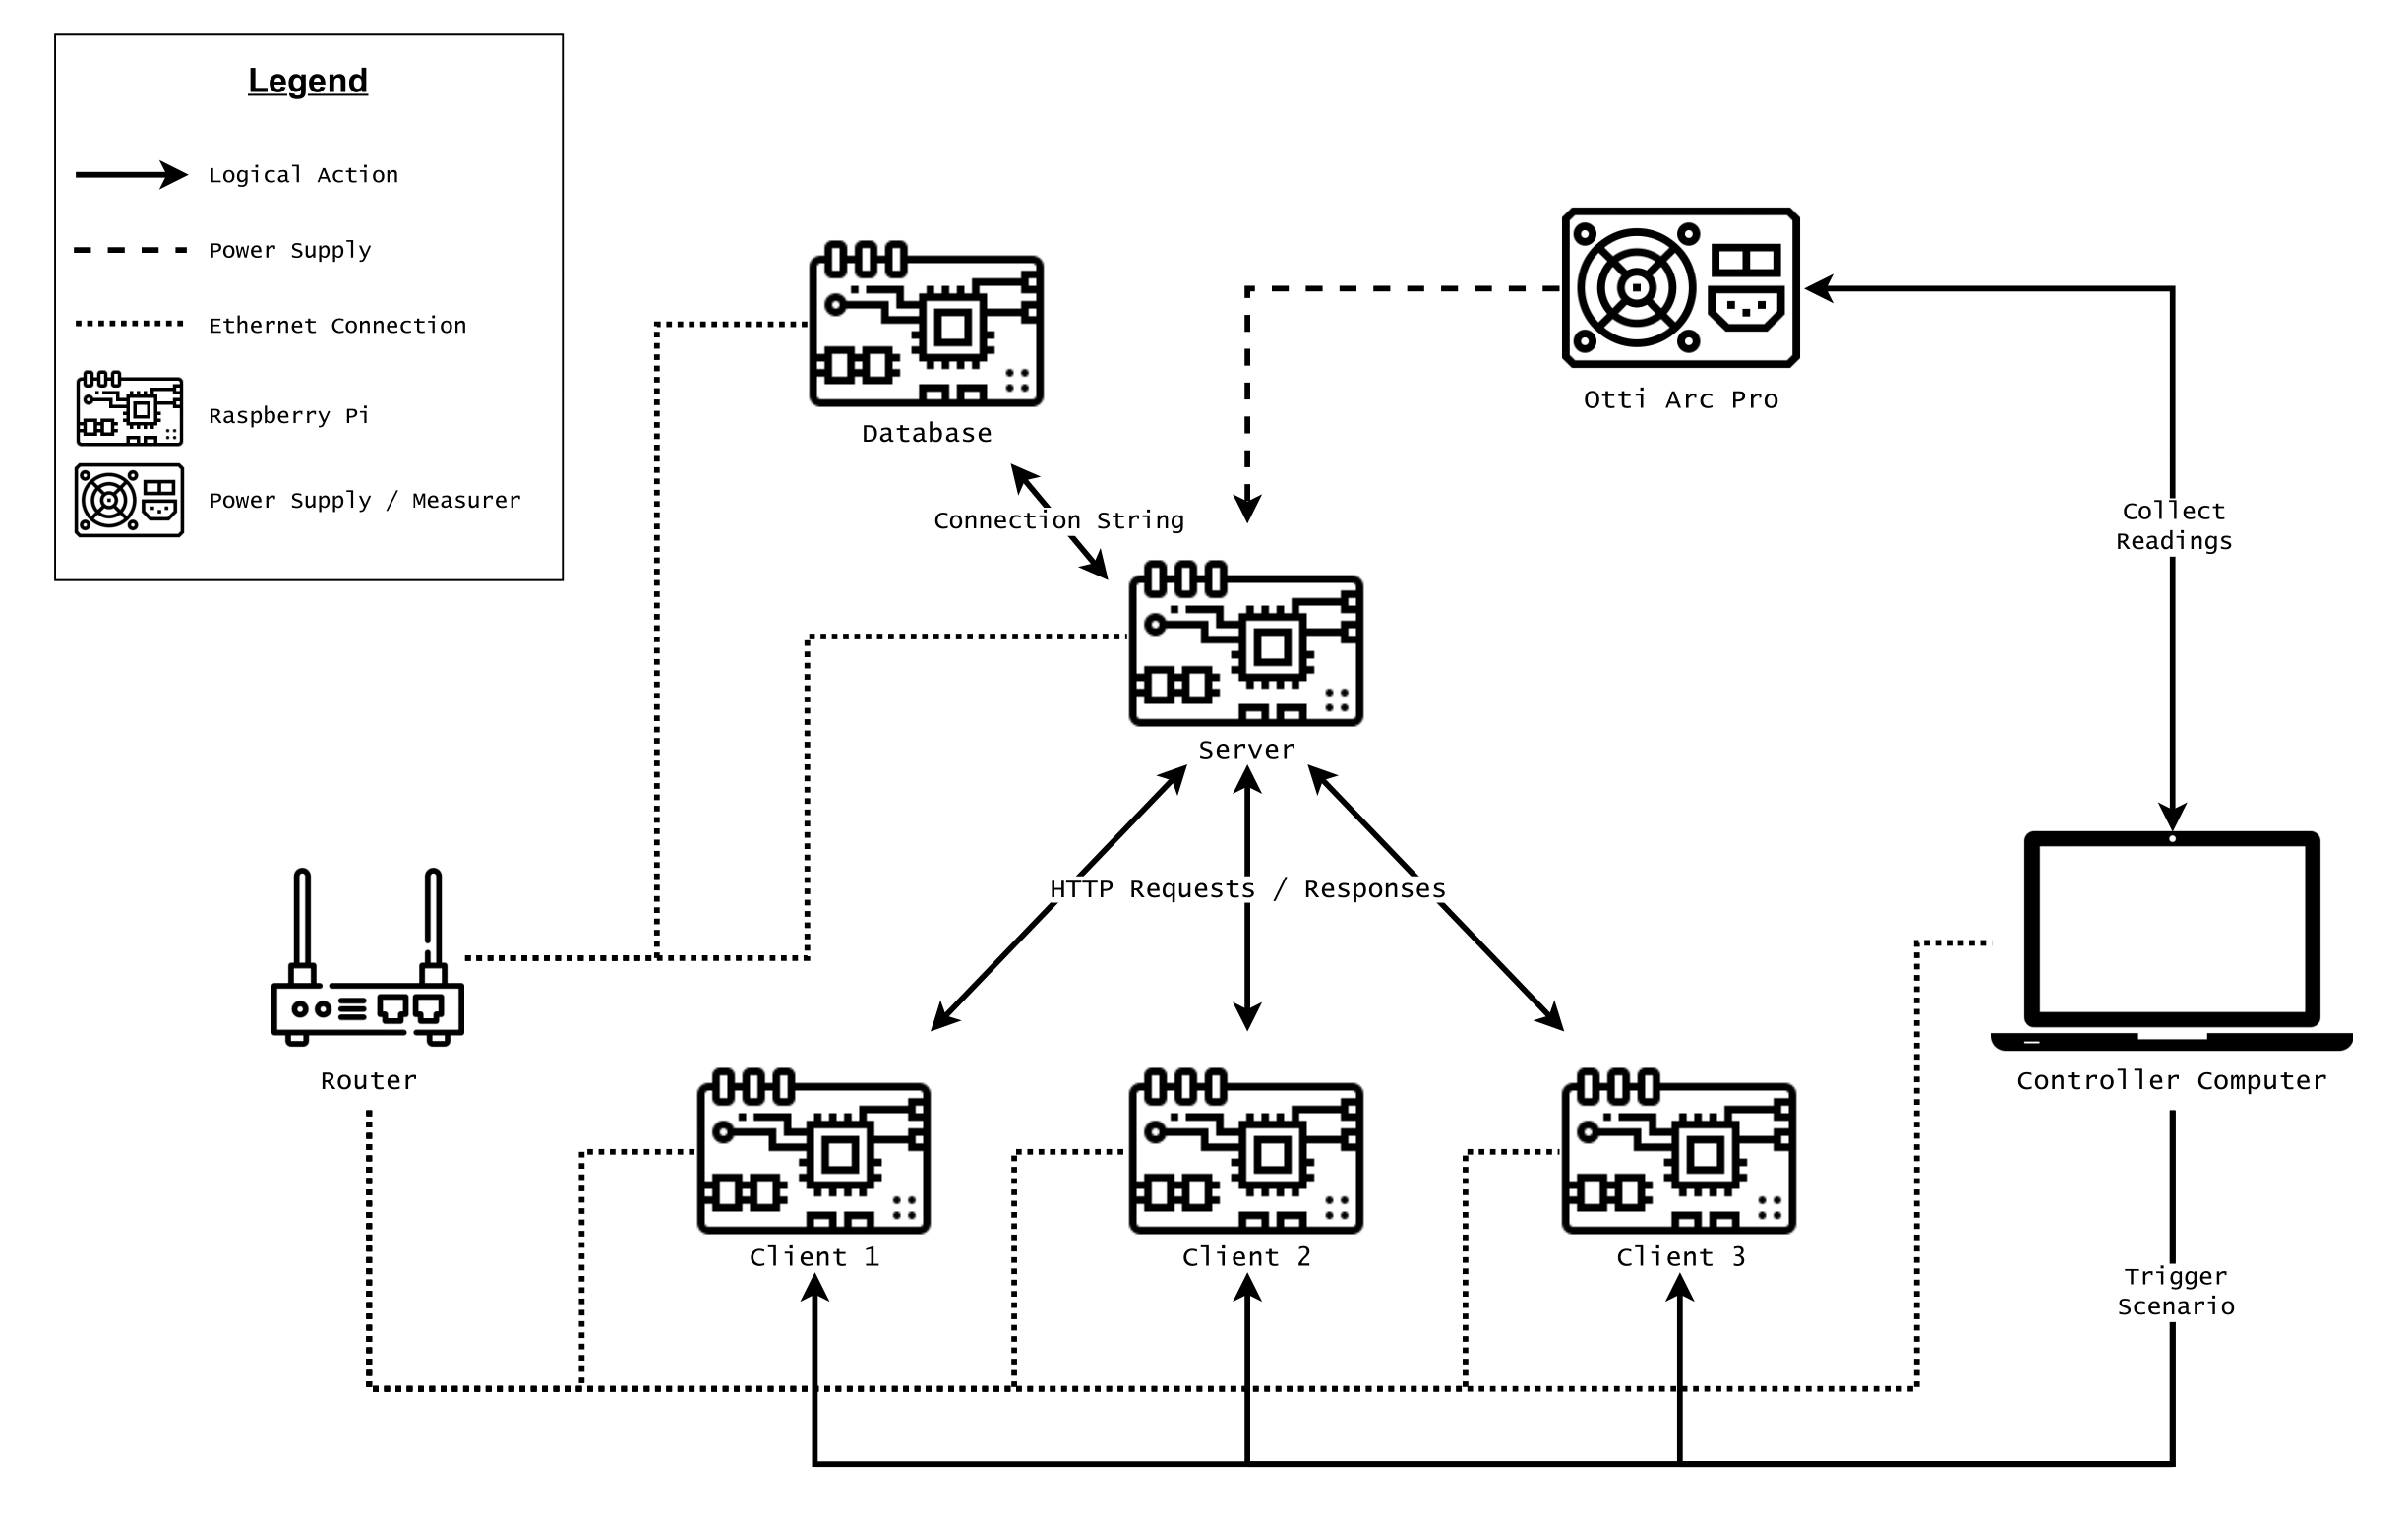 Legend
Logical Action
Power Supply
Ethernet Connection
Raspberry Pi
Power Supply / Measurer
Database
Otti Arc Pro
Connection String
Collect
Readings
Server
HTTP Requests / Responses
Router
Controller Computer
Client 1
Client 2
Client 3
Trigger
Scenario